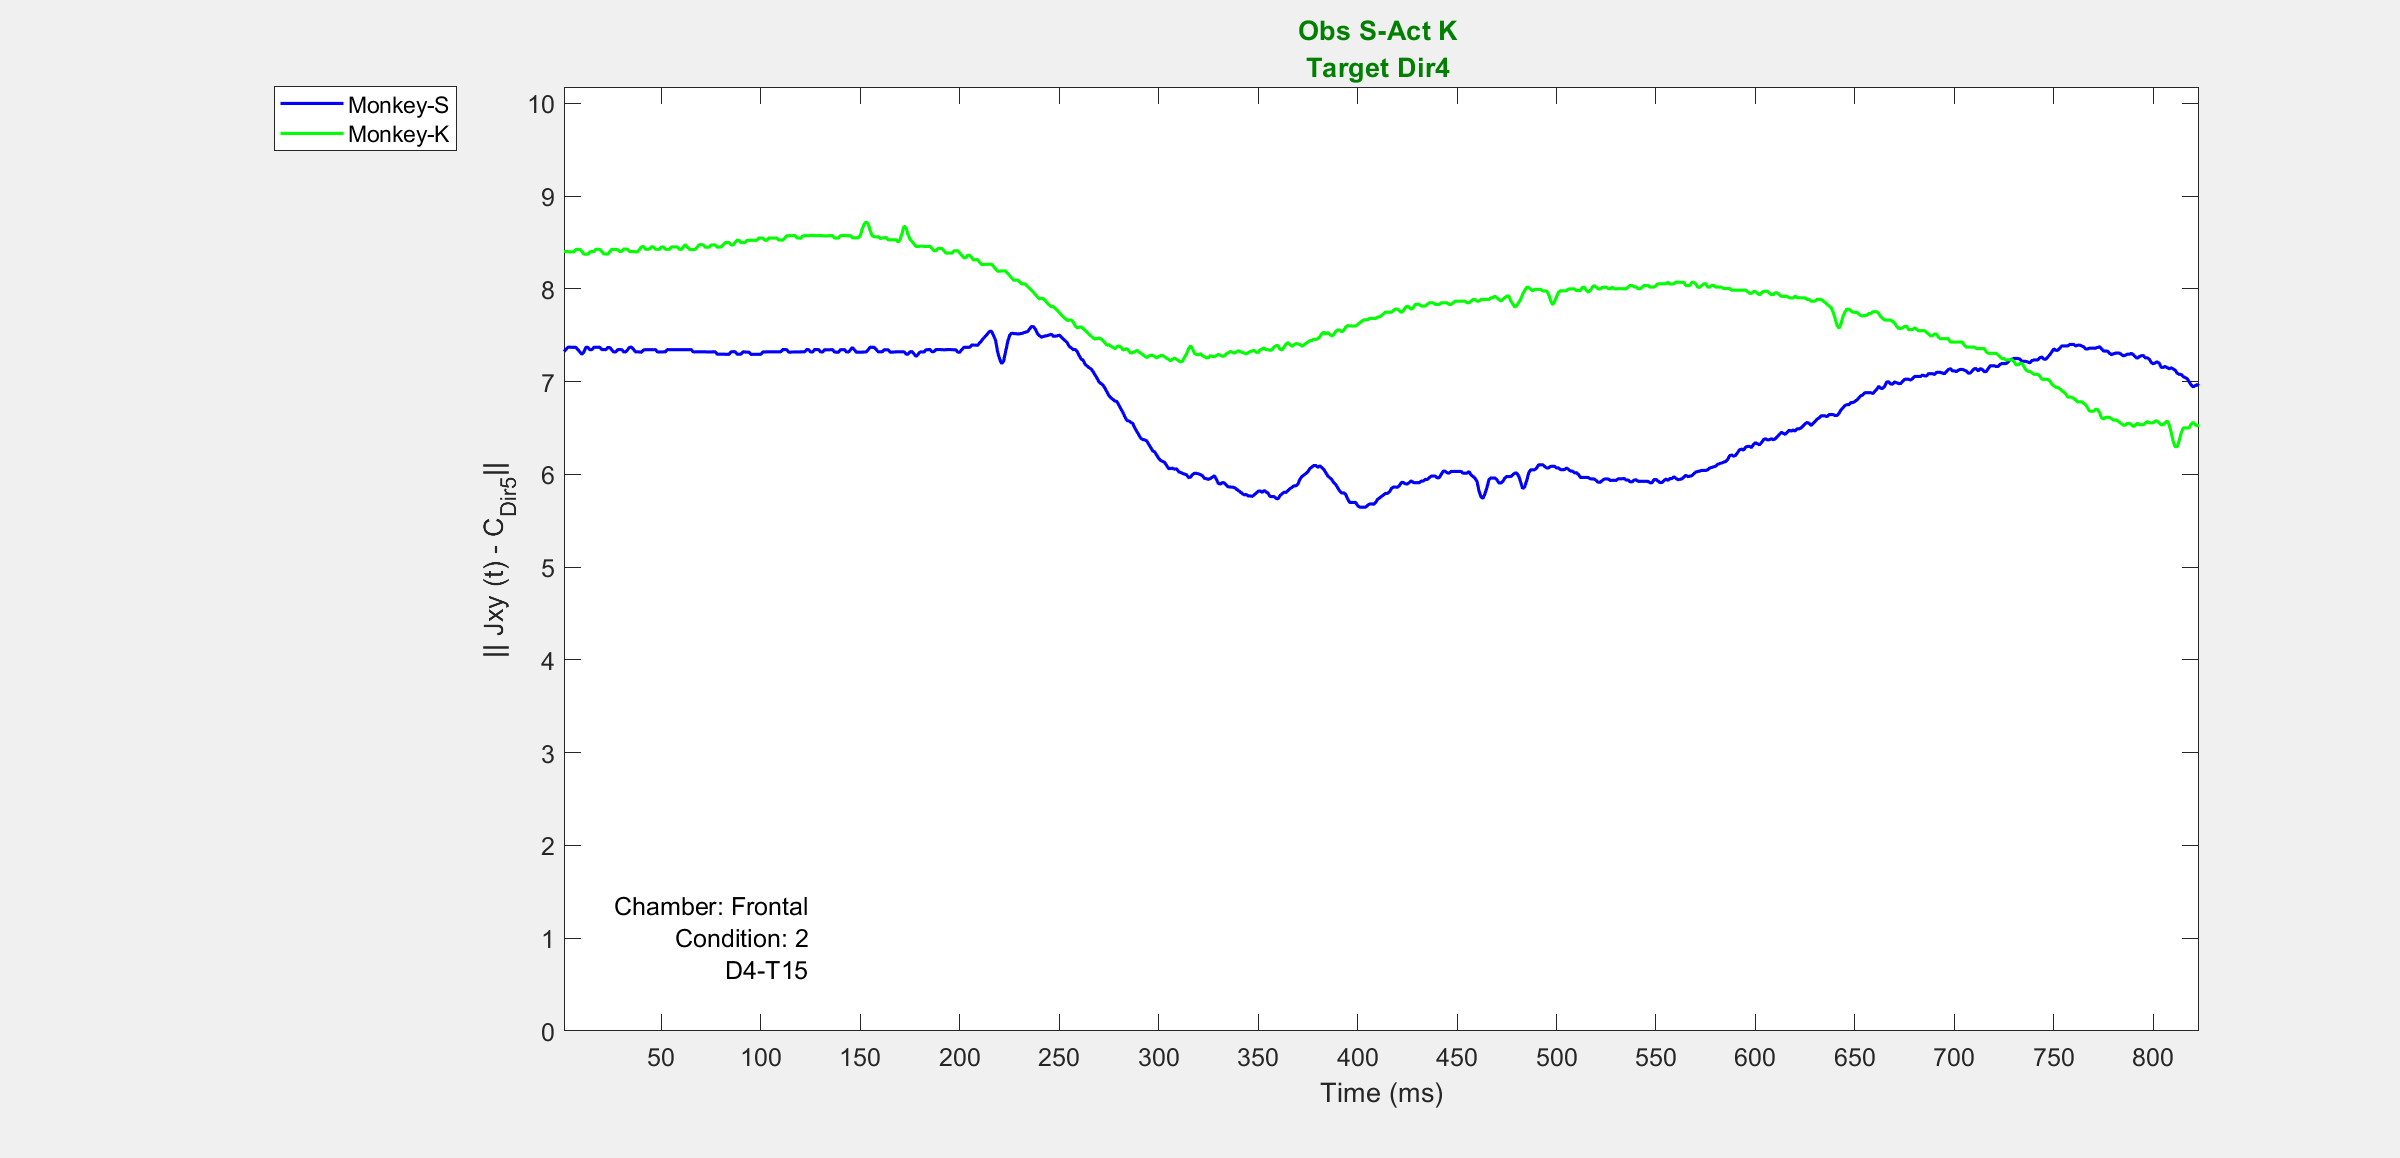 Obs S-Act K
Target Dir4
Monkey-S
Monkey-K
10
9
8
7
6
5
4
3
2
1
0
|| Jxy (t) - C_Dir5||
Chamber: Frontal
Condition: 2
D4-T15
50 100 150 200 250 300 350 400 450 500 550 600 650 700 750 800
Time (ms)